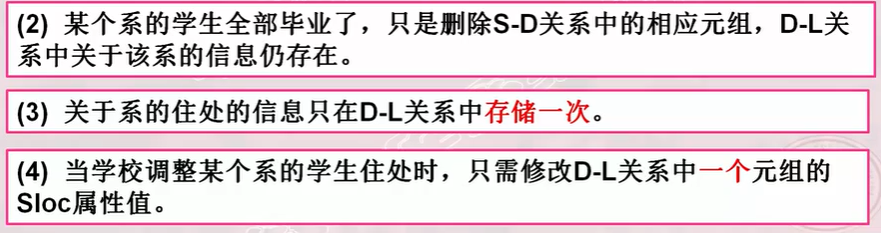 (2) 某个系的学生全部毕业了，只是删除S-D关系中的相应元组，D-L关
系中关于该系的信息仍存在。
(3) 关于系的住处的信息只在D-L关系中存储一次。
(4) 当学校调整某个系的学生住处时，只需修改D-L关系中一个元组的
Sloc属性值。